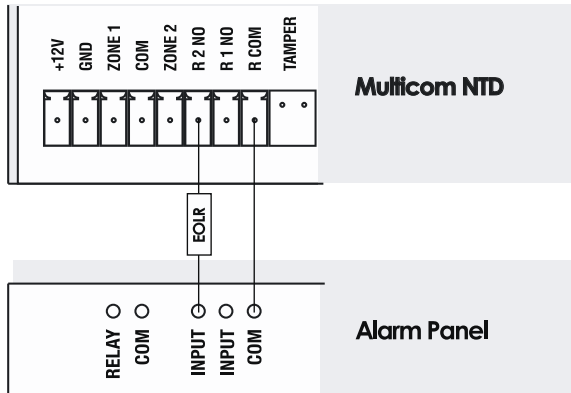 +12V
GND
ZONE 1
COM
ZONE 2
R 2 NO
R 1 NO
R COM
TAMPER
Multicom NTD
EOLR
RELAY
COM
INPUT
INPUT
COM
Alarm Panel